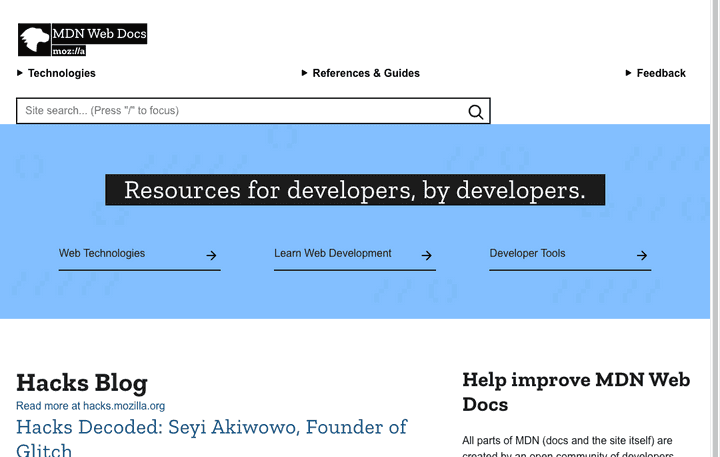 MDN Web Docs
moz://a
Technologies
References & Guides
Feedback
Site search... (Press "/" to focus)
Resources for developers, by developers.
Web Technologies
Learn Web Development
Developer Tools
Hacks Blog
Read more at hacks.mozilla.org
Hacks Decoded: Seyi Akiwowo, Founder of
Glitch
Help improve MDN Web
Docs
All parts of MDN (docs and the site itself) are
created by an open community of developers.